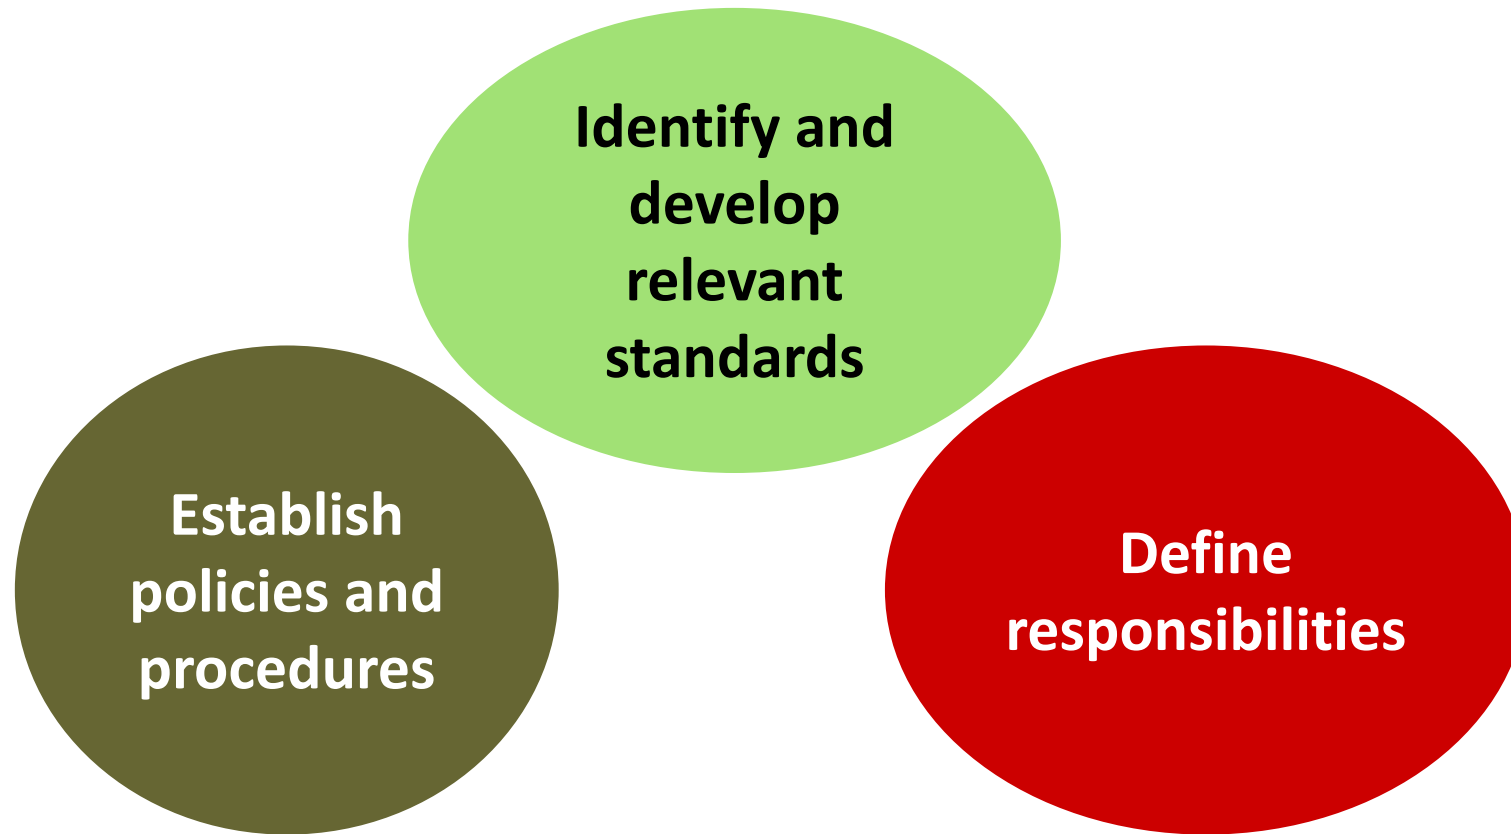 Identify and
develop
relevant
standards
Establish
policies and
procedures
Define
responsibilities